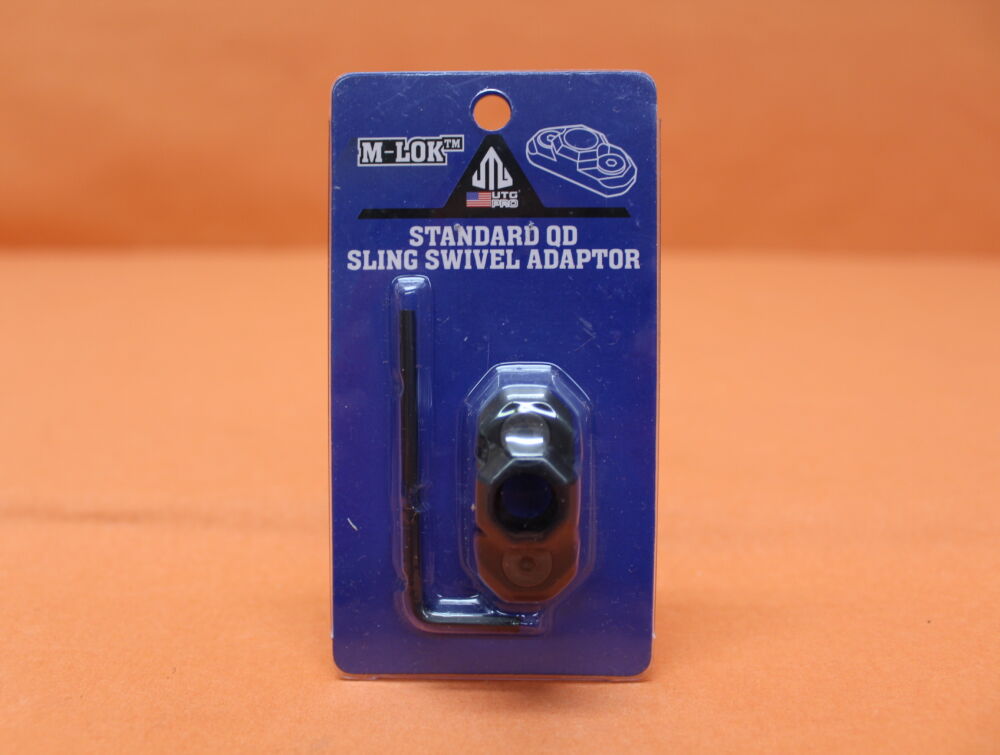 M-LOK™
UTG®
PRO
STANDARD QD
SLING SWIVEL ADAPTOR